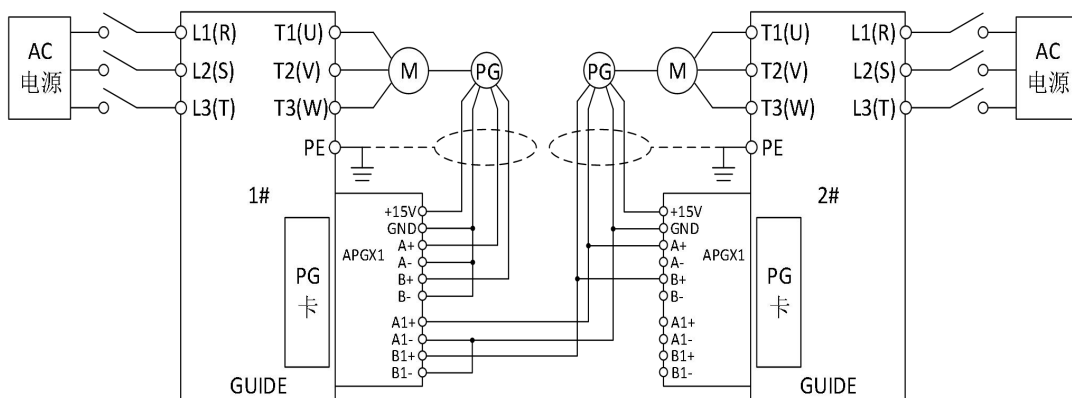 AC
电源
L1(R)
L2(S)
L3(T)
T1(U)
T2(V)
T3(W)
PE
M
PG
1#
PG
卡
APGX1
+15V
GND
A+
A-
B+
B-
A1+
A1-
B1+
B1-
GUIDE
PG
M
T1(U)
T2(V)
T3(W)
PE
L1(R)
L2(S)
L3(T)
AC
电源
2#
+15V
GND
A+
A-
B+
B-
A1+
A1-
B1+
B1-
APGX1
PG
卡
GUIDE